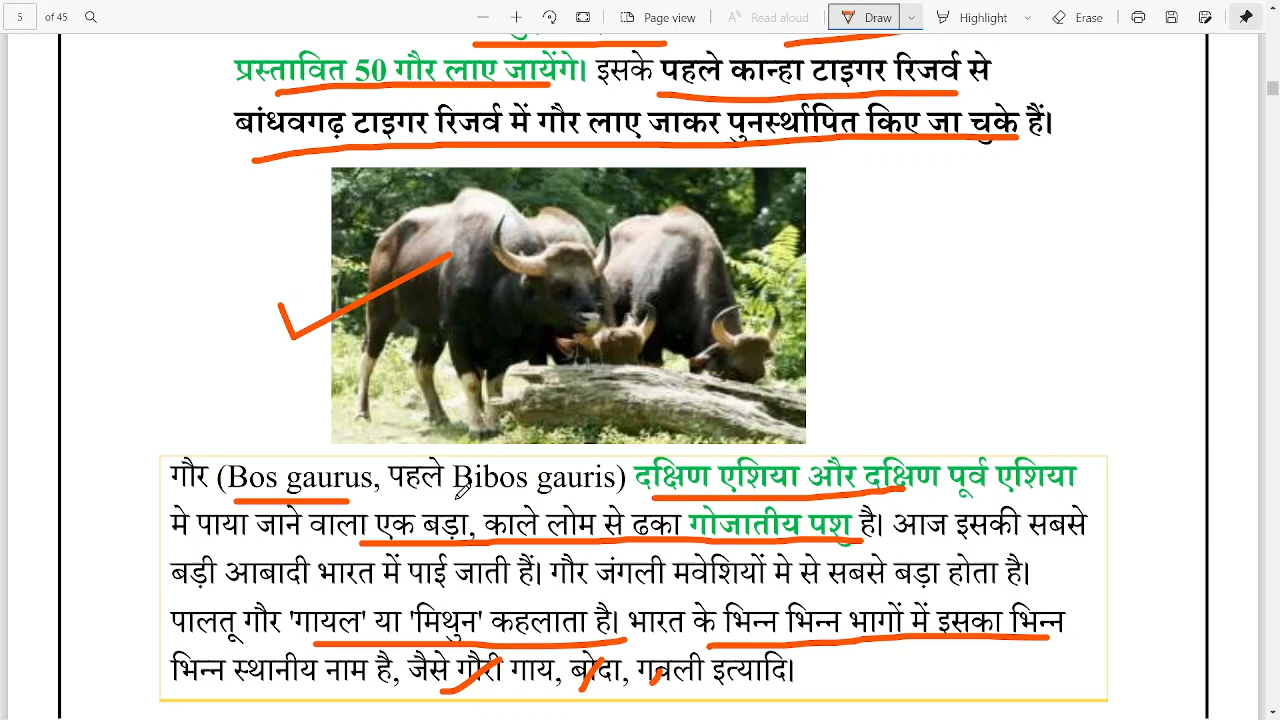 5 of 45 Page view Read aloud Draw Highlight Erase
प्रस्तावित 50 गौर लाए जायेंगे। इसके पहले कान्हा टाइगर रिजर्व से
बांधवगढ़ टाइगर रिजर्व में गौर लाए जाकर पुनर्स्थापित किए जा चुके हैं।
गौर (Bos gaurus, पहले Bibos gauris) दक्षिण एशिया और दक्षिण पूर्व एशिया
मे पाया जाने वाला एक बड़ा, काले लोम से ढका गोजातीय पशु है। आज इसकी सबसे
बड़ी आबादी भारत में पाई जाती हैं। गौर जंगली मवेशियों मे से सबसे बड़ा होता है।
पालतू गौर 'गायल' या 'मिथुन' कहलाता है। भारत के भिन्न भिन्न भागों में इसका भिन्न
भिन्न स्थानीय नाम है, जैसे गौरी गाय, बोदा, गवली इत्यादि।